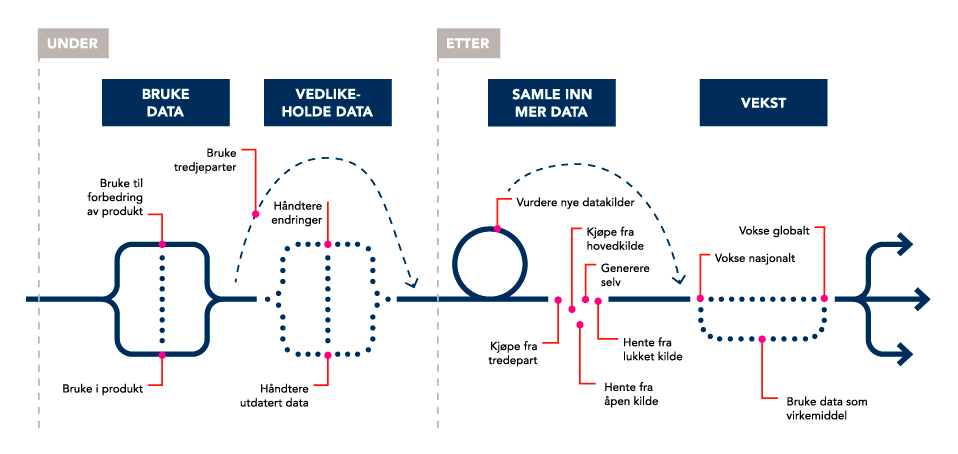 UNDER
ETTER
BRUKE
DATA
VEDLIKE-
HOLDE DATA
SAMLE INN
MER DATA
VEKST
Bruke
tredjeparter
Bruke til
forbedring
av produkt
Håndtere
endringer
Bruke i produkt
Håndtere
utdatert data
Vurdere nye datakilder
Kjøpe fra
hovedkilde
Generere
selv
Kjøpe fra
tredepart
Hente fra
lukket kilde
Hente fra
åpen kilde
Vokse globalt
Vokse nasjonalt
Bruke data som
virkemiddel